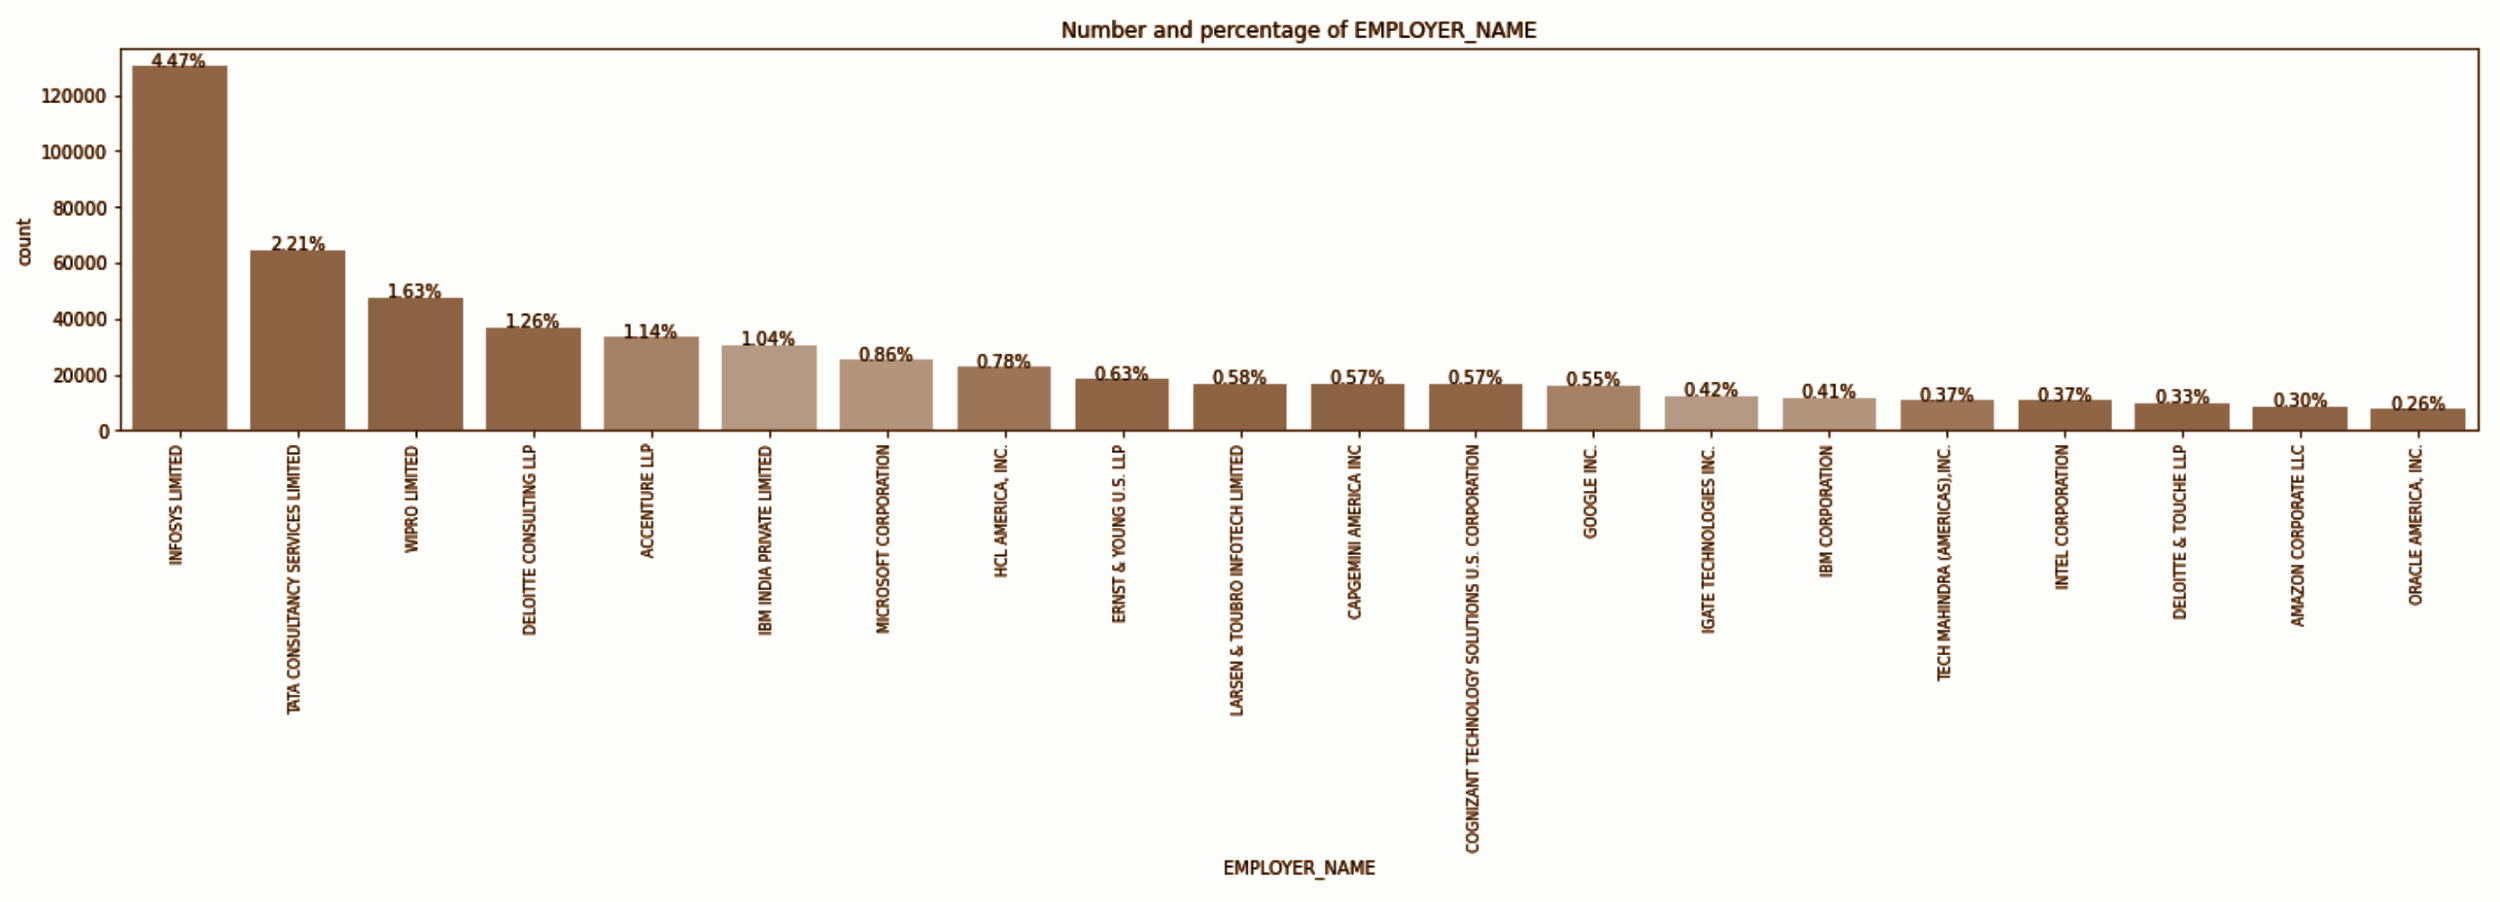 Number and percentage of EMPLOYER_NAME
count
120000
100000
80000
60000
40000
20000
0
4.47%
2.21%
1.63%
1.26%
1.14%
1.04%
0.86%
0.78%
0.63%
0.58%
0.57%
0.57%
0.55%
0.42%
0.41%
0.37%
0.37%
0.33%
0.30%
0.26%
INFOSYS LIMITED
TATA CONSULTANCY SERVICES LIMITED
WIPRO LIMITED
DELOITTE CONSULTING LLP
ACCENTURE LLP
IBM INDIA PRIVATE LIMITED
MICROSOFT CORPORATION
HCL AMERICA, INC.
ERNST & YOUNG U.S. LLP
LARSEN & TOUBRO INFOTECH LIMITED
CAPGEMINI AMERICA INC
COGNIZANT TECHNOLOGY SOLUTIONS U.S. CORPORATION
GOOGLE INC.
IGATE TECHNOLOGIES INC.
IBM CORPORATION
TECH MAHINDRA (AMERICAS),INC.
INTEL CORPORATION
DELOITTE & TOUCHE LLP
AMAZON CORPORATE LLC
ORACLE AMERICA, INC.
EMPLOYER_NAME